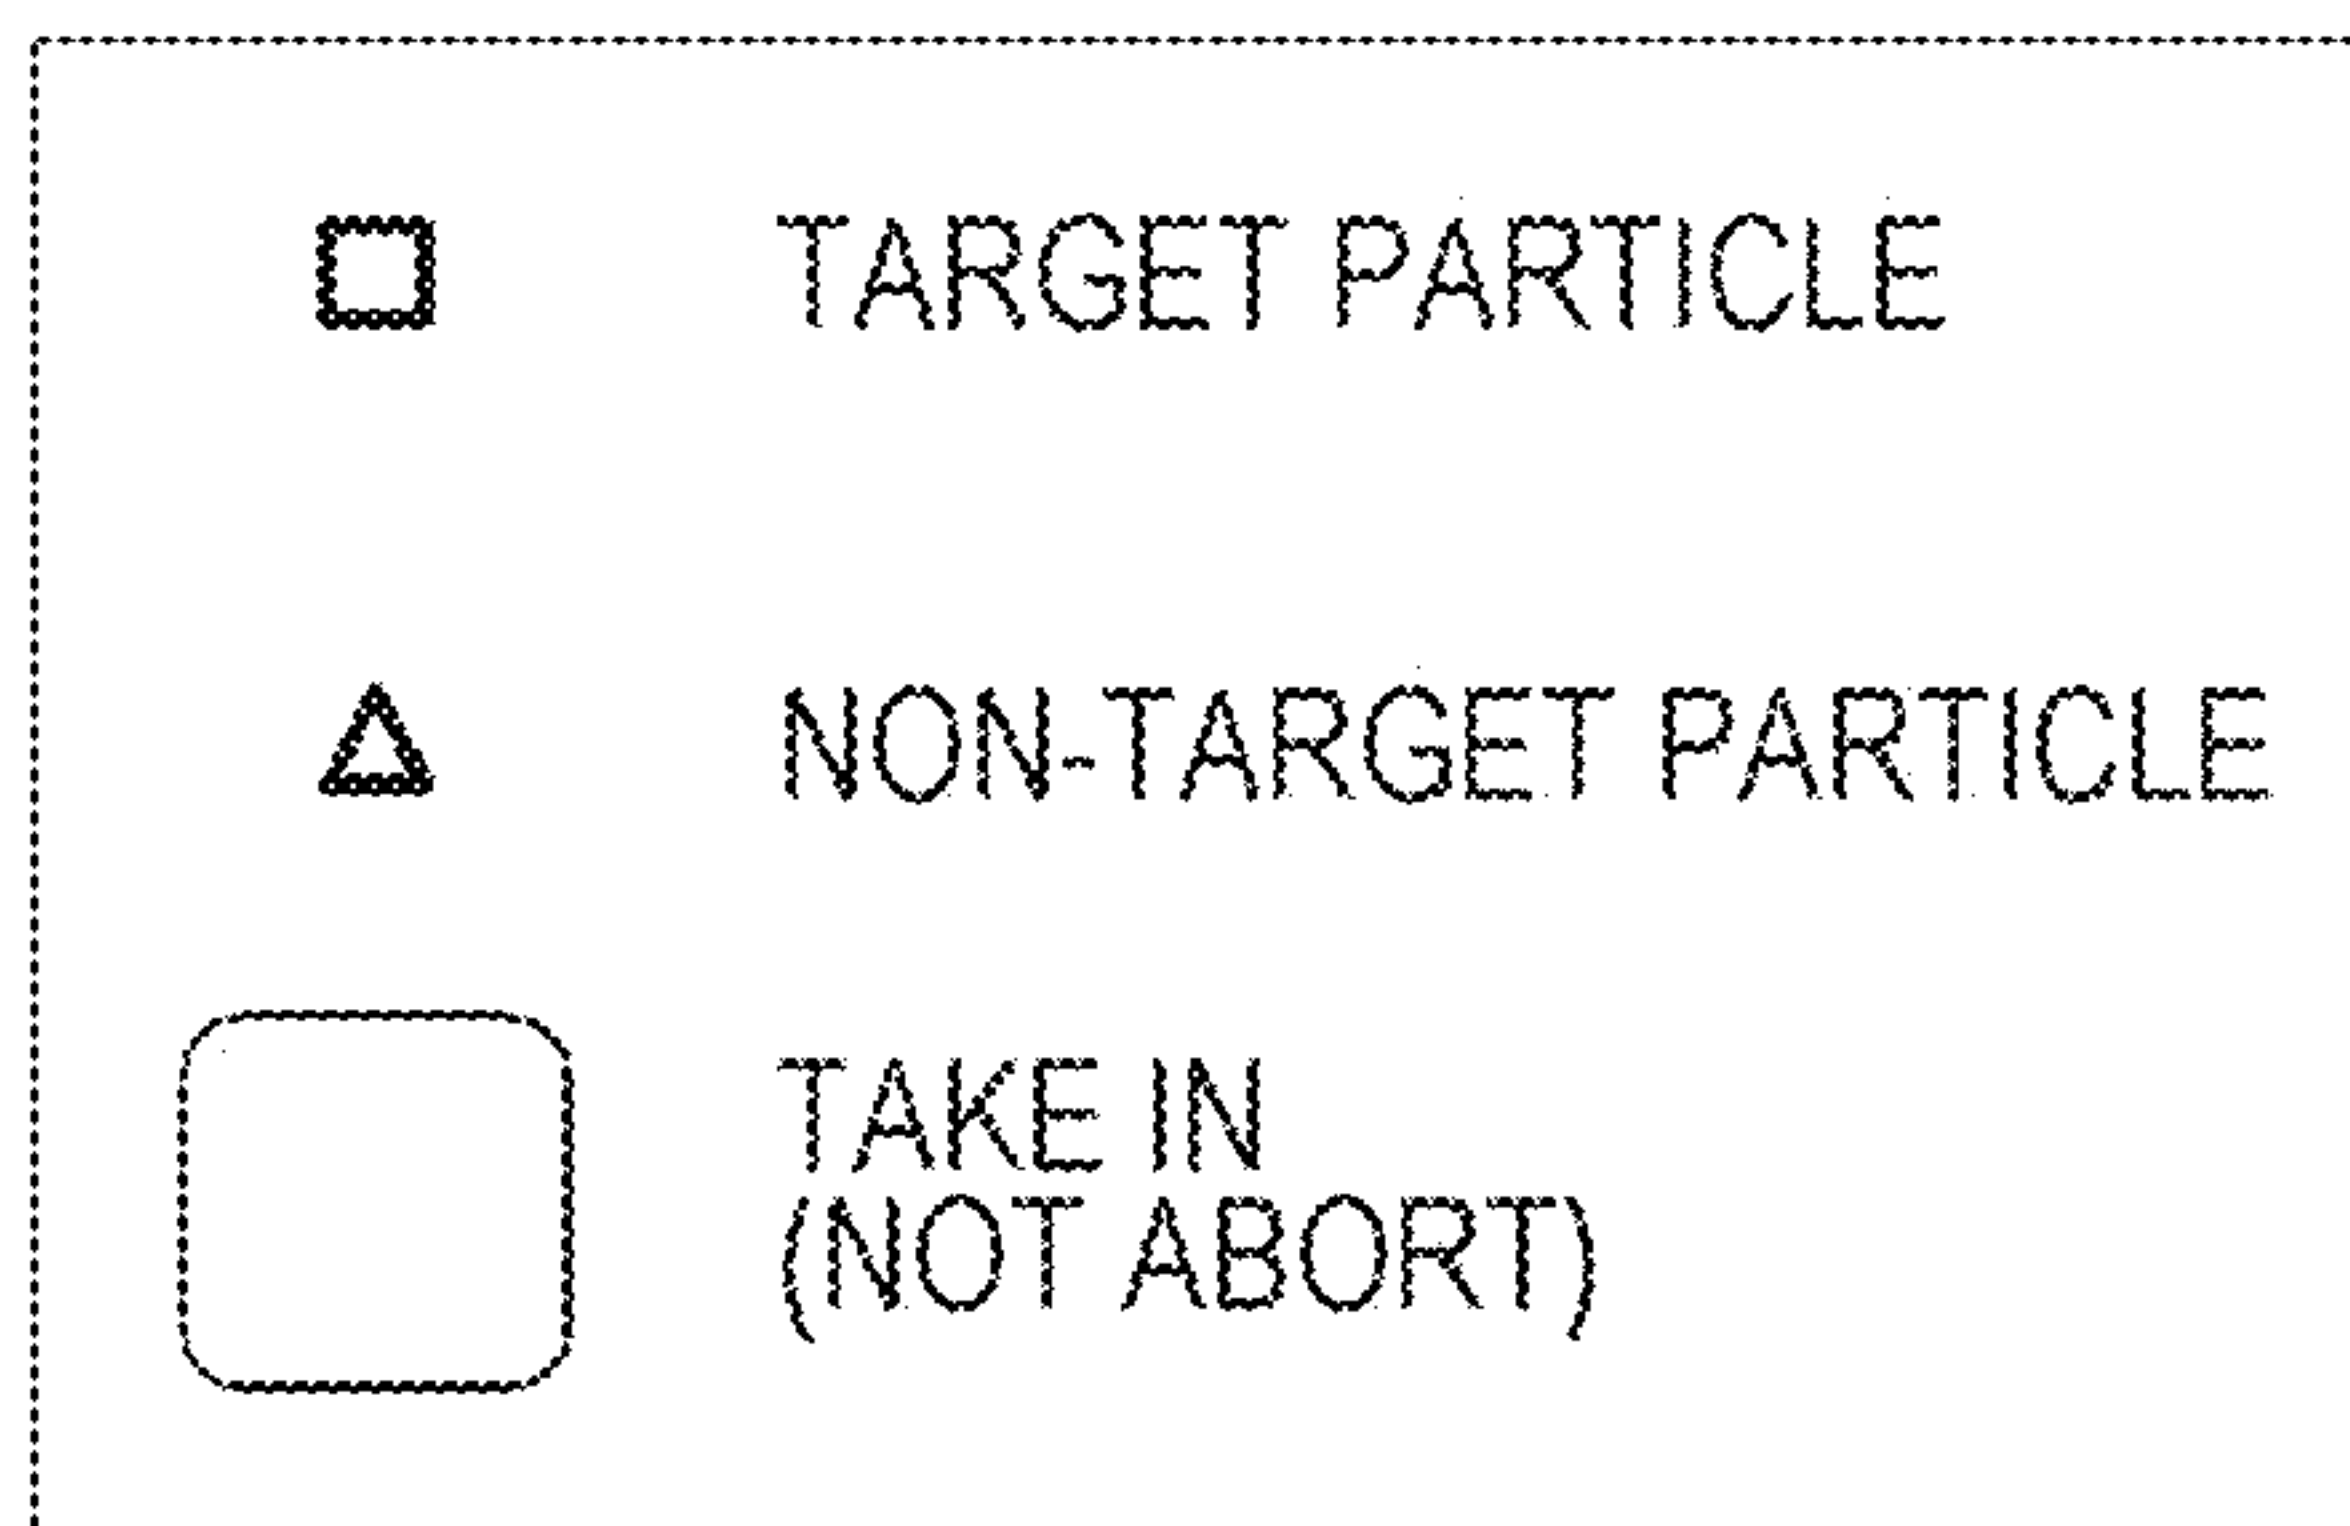 TARGET PARTICLE
NON-TARGET PARTICLE
TAKE IN
(NOT ABORT)